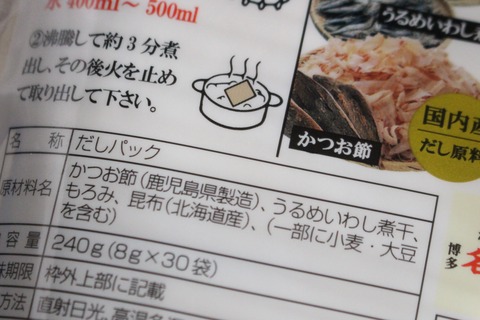 水400ml～500ml
②沸騰して約3分煮
出し、その後火を止め
て取り出して下さい。
うるめいわし煮
かつお節
国内産
だし原料
名 称 だしパック
原材料名 かつお節(鹿児島県製造)、うるめいわし煮干、
もろみ、昆布(北海道産)、(一部に小麦・大豆
を含む)
内容量 240g(8g×30袋)
味期限 枠外上部に記載
方法 直射日光、高温多湿
博多